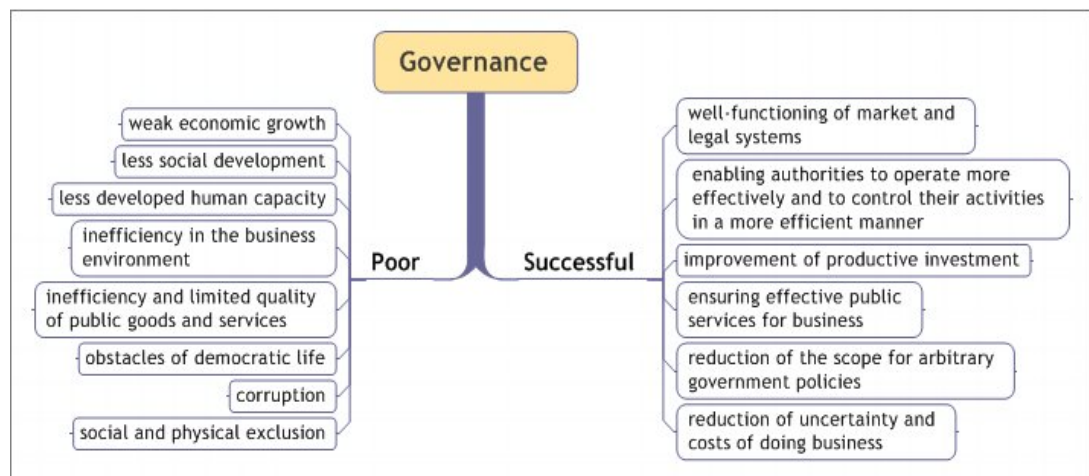 Governance
Poor
weak economic growth
less social development
less developed human capacity
inefficiency in the business
environment
inefficiency and limited quality
of public goods and services
obstacles of democratic life
corruption
social and physical exclusion
Successful
well-functioning of market and
legal systems
enabling authorities to operate more
effectively and to control their activities
in a more efficient manner
improvement of productive investment
ensuring effective public
services for business
reduction of the scope for arbitrary
government policies
reduction of uncertainty and
costs of doing business